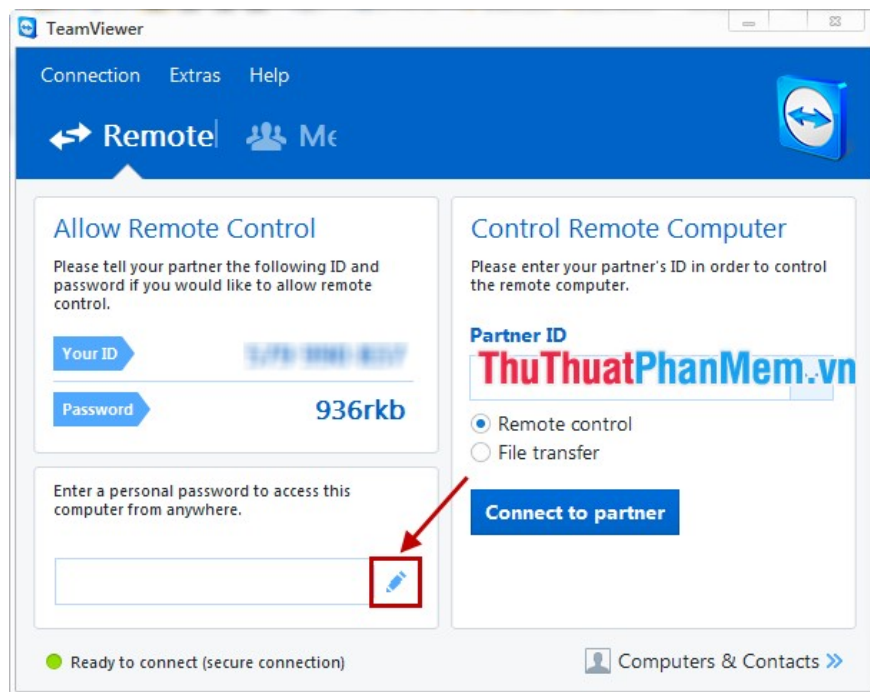 TeamViewer
Connection Extras Help
Remote
Allow Remote Control
Please tell your partner the following ID and
password if you would like to allow remote
control.
Your ID
Password 936rkb
Enter a personal password to access this
computer from anywhere.
Control Remote Computer
Please enter your partner's ID in order to control
the remote computer.
Partner ID
ThuThuatPhanMem.vn
Remote control
File transfer
Connect to partner
Ready to connect (secure connection)
Computers & Contacts